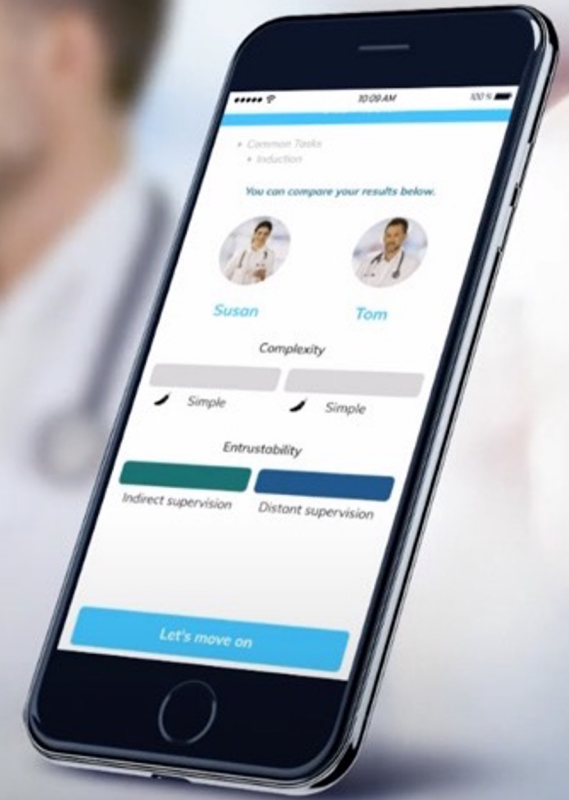 10:09 AM
100 %
Common Tasks
Induction
You can compare your results below.
Susan
Tom
Complexity
Simple
Simple
Entrustability
Indirect supervision
Distant supervision
Let's move on